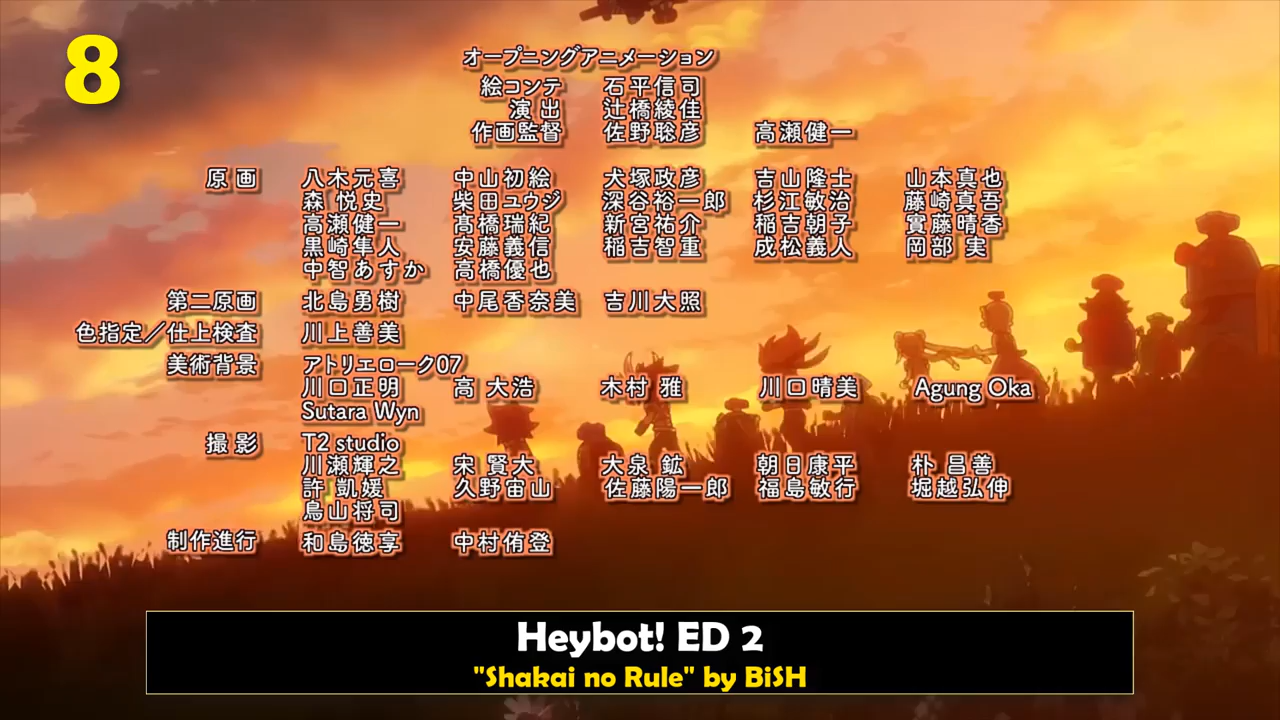 8
オープニングアニメーション
絵コンテ 石平信司
演出 辻橋綾佳
作画監督 佐野聡彦 高瀬健一
原画 八木元喜 中山初絵 犬塚政彦 吉山隆士 山本真也
森 悦史 柴田ユウジ 深谷裕一郎 杉江敏治 藤崎真吾
高瀬健一 髙橋瑞紀 新宮祐介 稲吉朝子 實藤晴香
黒崎隼人 安藤義信 稲吉智重 成松義人 岡部 実
中智あすか 高橋優也
第二原画 北島勇樹 中尾香奈美 吉川大照
色指定/仕上検査 川上善美
美術背景 アトリエローク07
川口正明 高 大浩 木村 雅 川口晴美 Agung Oka
Sutara Wyn
撮影 T2 studio
川瀬輝之 宋 賢大 大泉 鉱 朝日康平 朴 昌善
許 凱媛 久野宙山 佐藤陽一郎 福島敏行 堀越弘伸
鳥山将司
制作進行 和島徳享 中村侑登
Heybot! ED 2
"Shakai no Rule" by BiSH